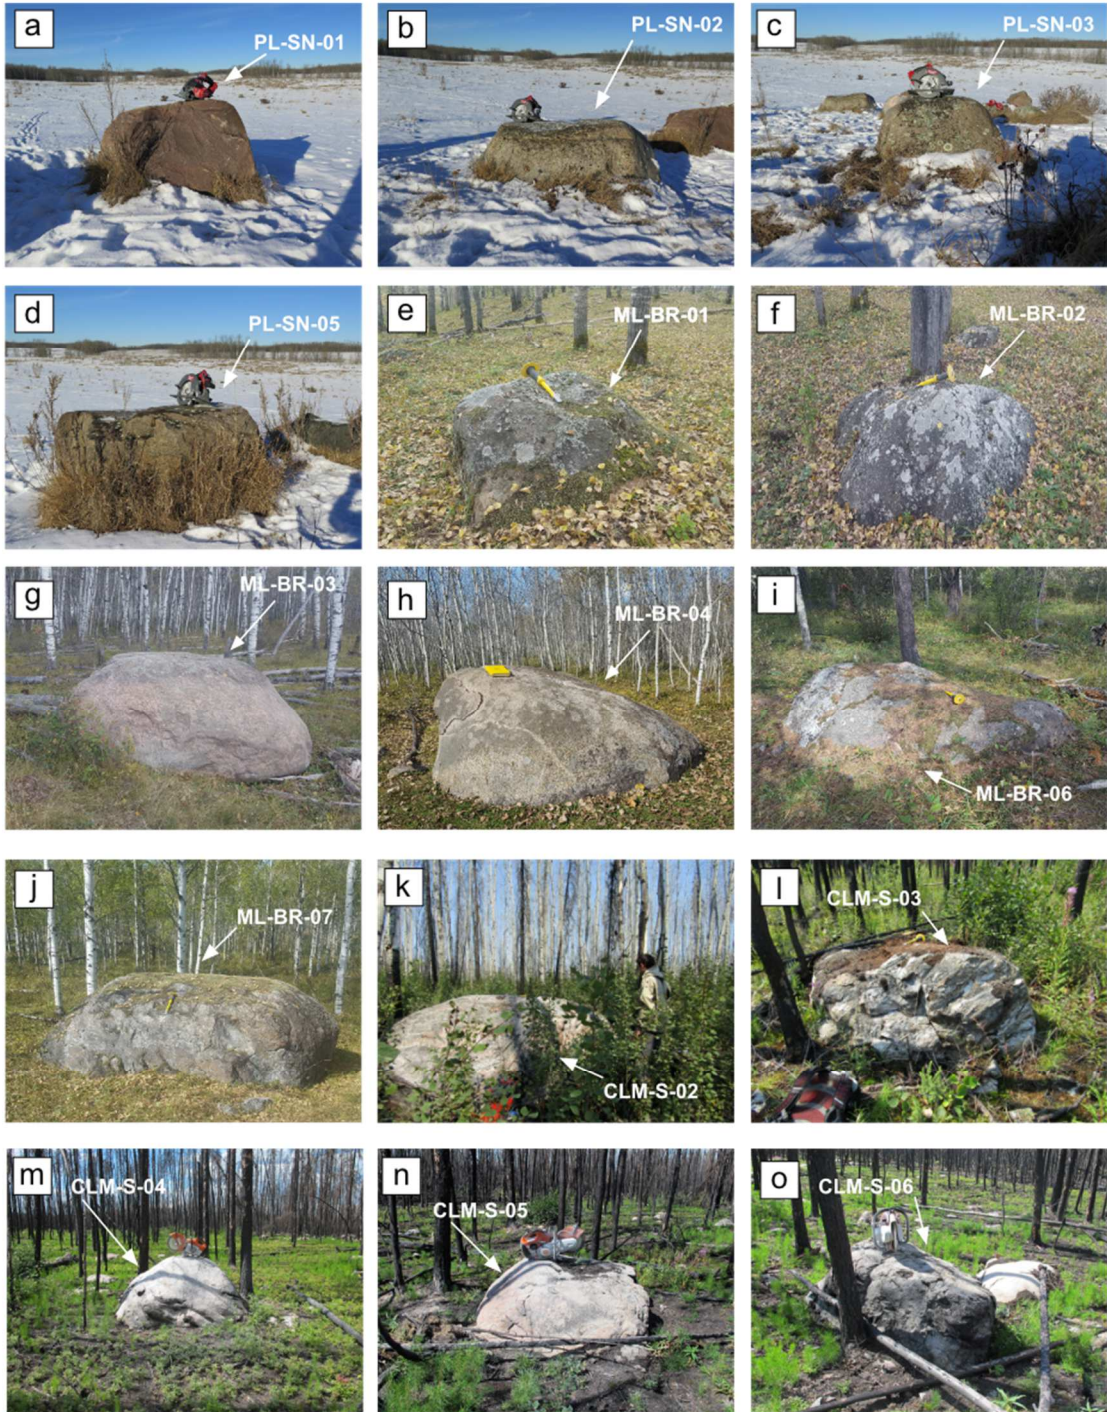 a
PL-SN-01
b
PL-SN-02
c
PL-SN-03
d
PL-SN-05
e
ML-BR-01
f
ML-BR-02
g
ML-BR-03
h
ML-BR-04
i
ML-BR-06
j
ML-BR-07
k
CLM-S-02
l
CLM-S-03
m
CLM-S-04
n
CLM-S-05
o
CLM-S-06